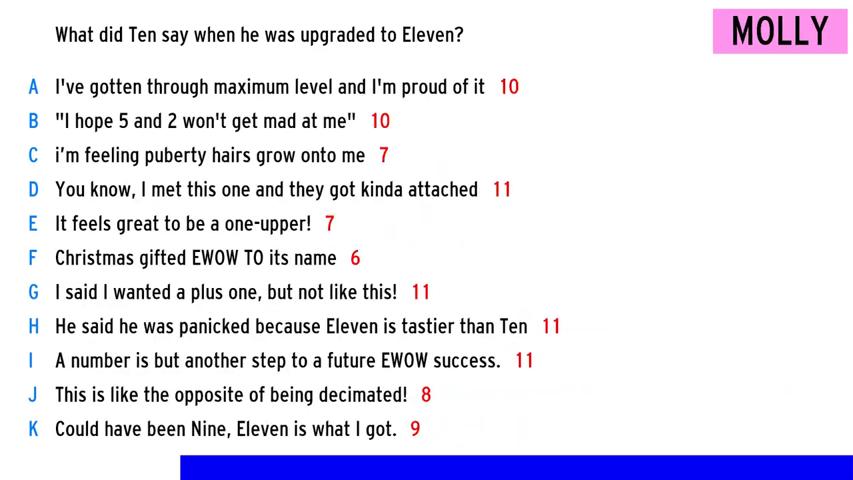 What did Ten say when he was upgraded to Eleven?
MOLLY
A I've gotten through maximum level and I'm proud of it 10
B "I hope 5 and 2 won't get mad at me" 10
C i'm feeling puberty hairs grow onto me 7
D You know, I met this one and they got kinda attached 11
E It feels great to be a one-upper! 7
F Christmas gifted EWOW TO its name 6
G I said I wanted a plus one, but not like this! 11
H He said he was panicked because Eleven is tastier than Ten 11
I A number is but another step to a future EWOW success. 11
J This is like the opposite of being decimated! 8
K Could have been Nine, Eleven is what I got. 9